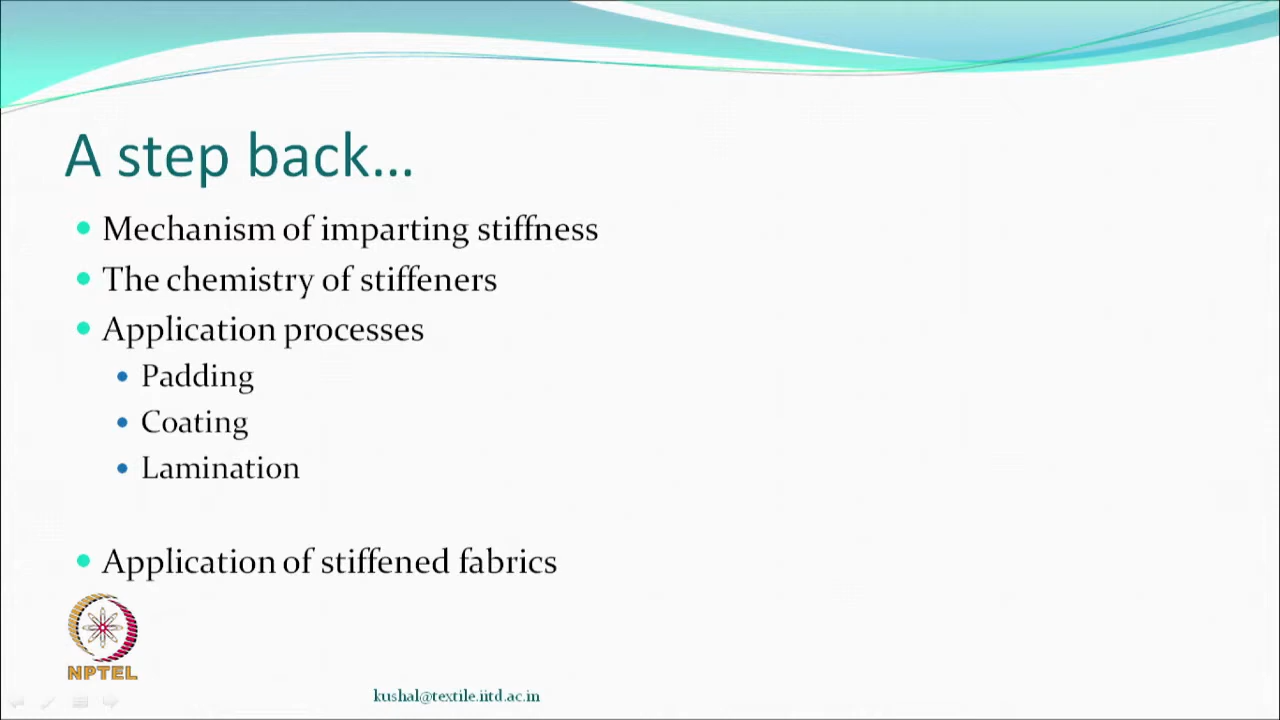 A step back...
Mechanism of imparting stiffness
The chemistry of stiffeners
Application processes
Padding
Coating
Lamination
Application of stiffened fabrics
NPTEL
kushal@textile.iitd.ac.in